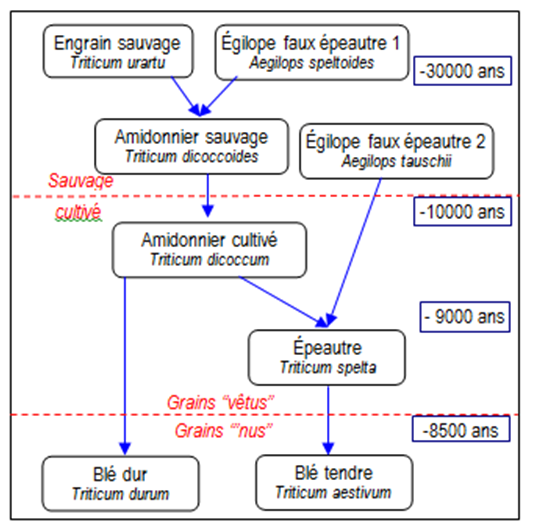 Engrain sauvage
Triticum urartu
Égilope faux épeautre 1
Aegilops speltoides
-30000 ans
Amidonnier sauvage
Triticum dicoccoides
Égilope faux épeautre 2
Aegilops tauschii
Sauvage
cultivé
-10000 ans
Amidonnier cultivé
Triticum dicoccum
- 9000 ans
Épeautre
Triticum spelta
Grains “vêtus”
Grains “”nus”
-8500 ans
Blé dur
Triticum durum
Blé tendre
Triticum aestivum